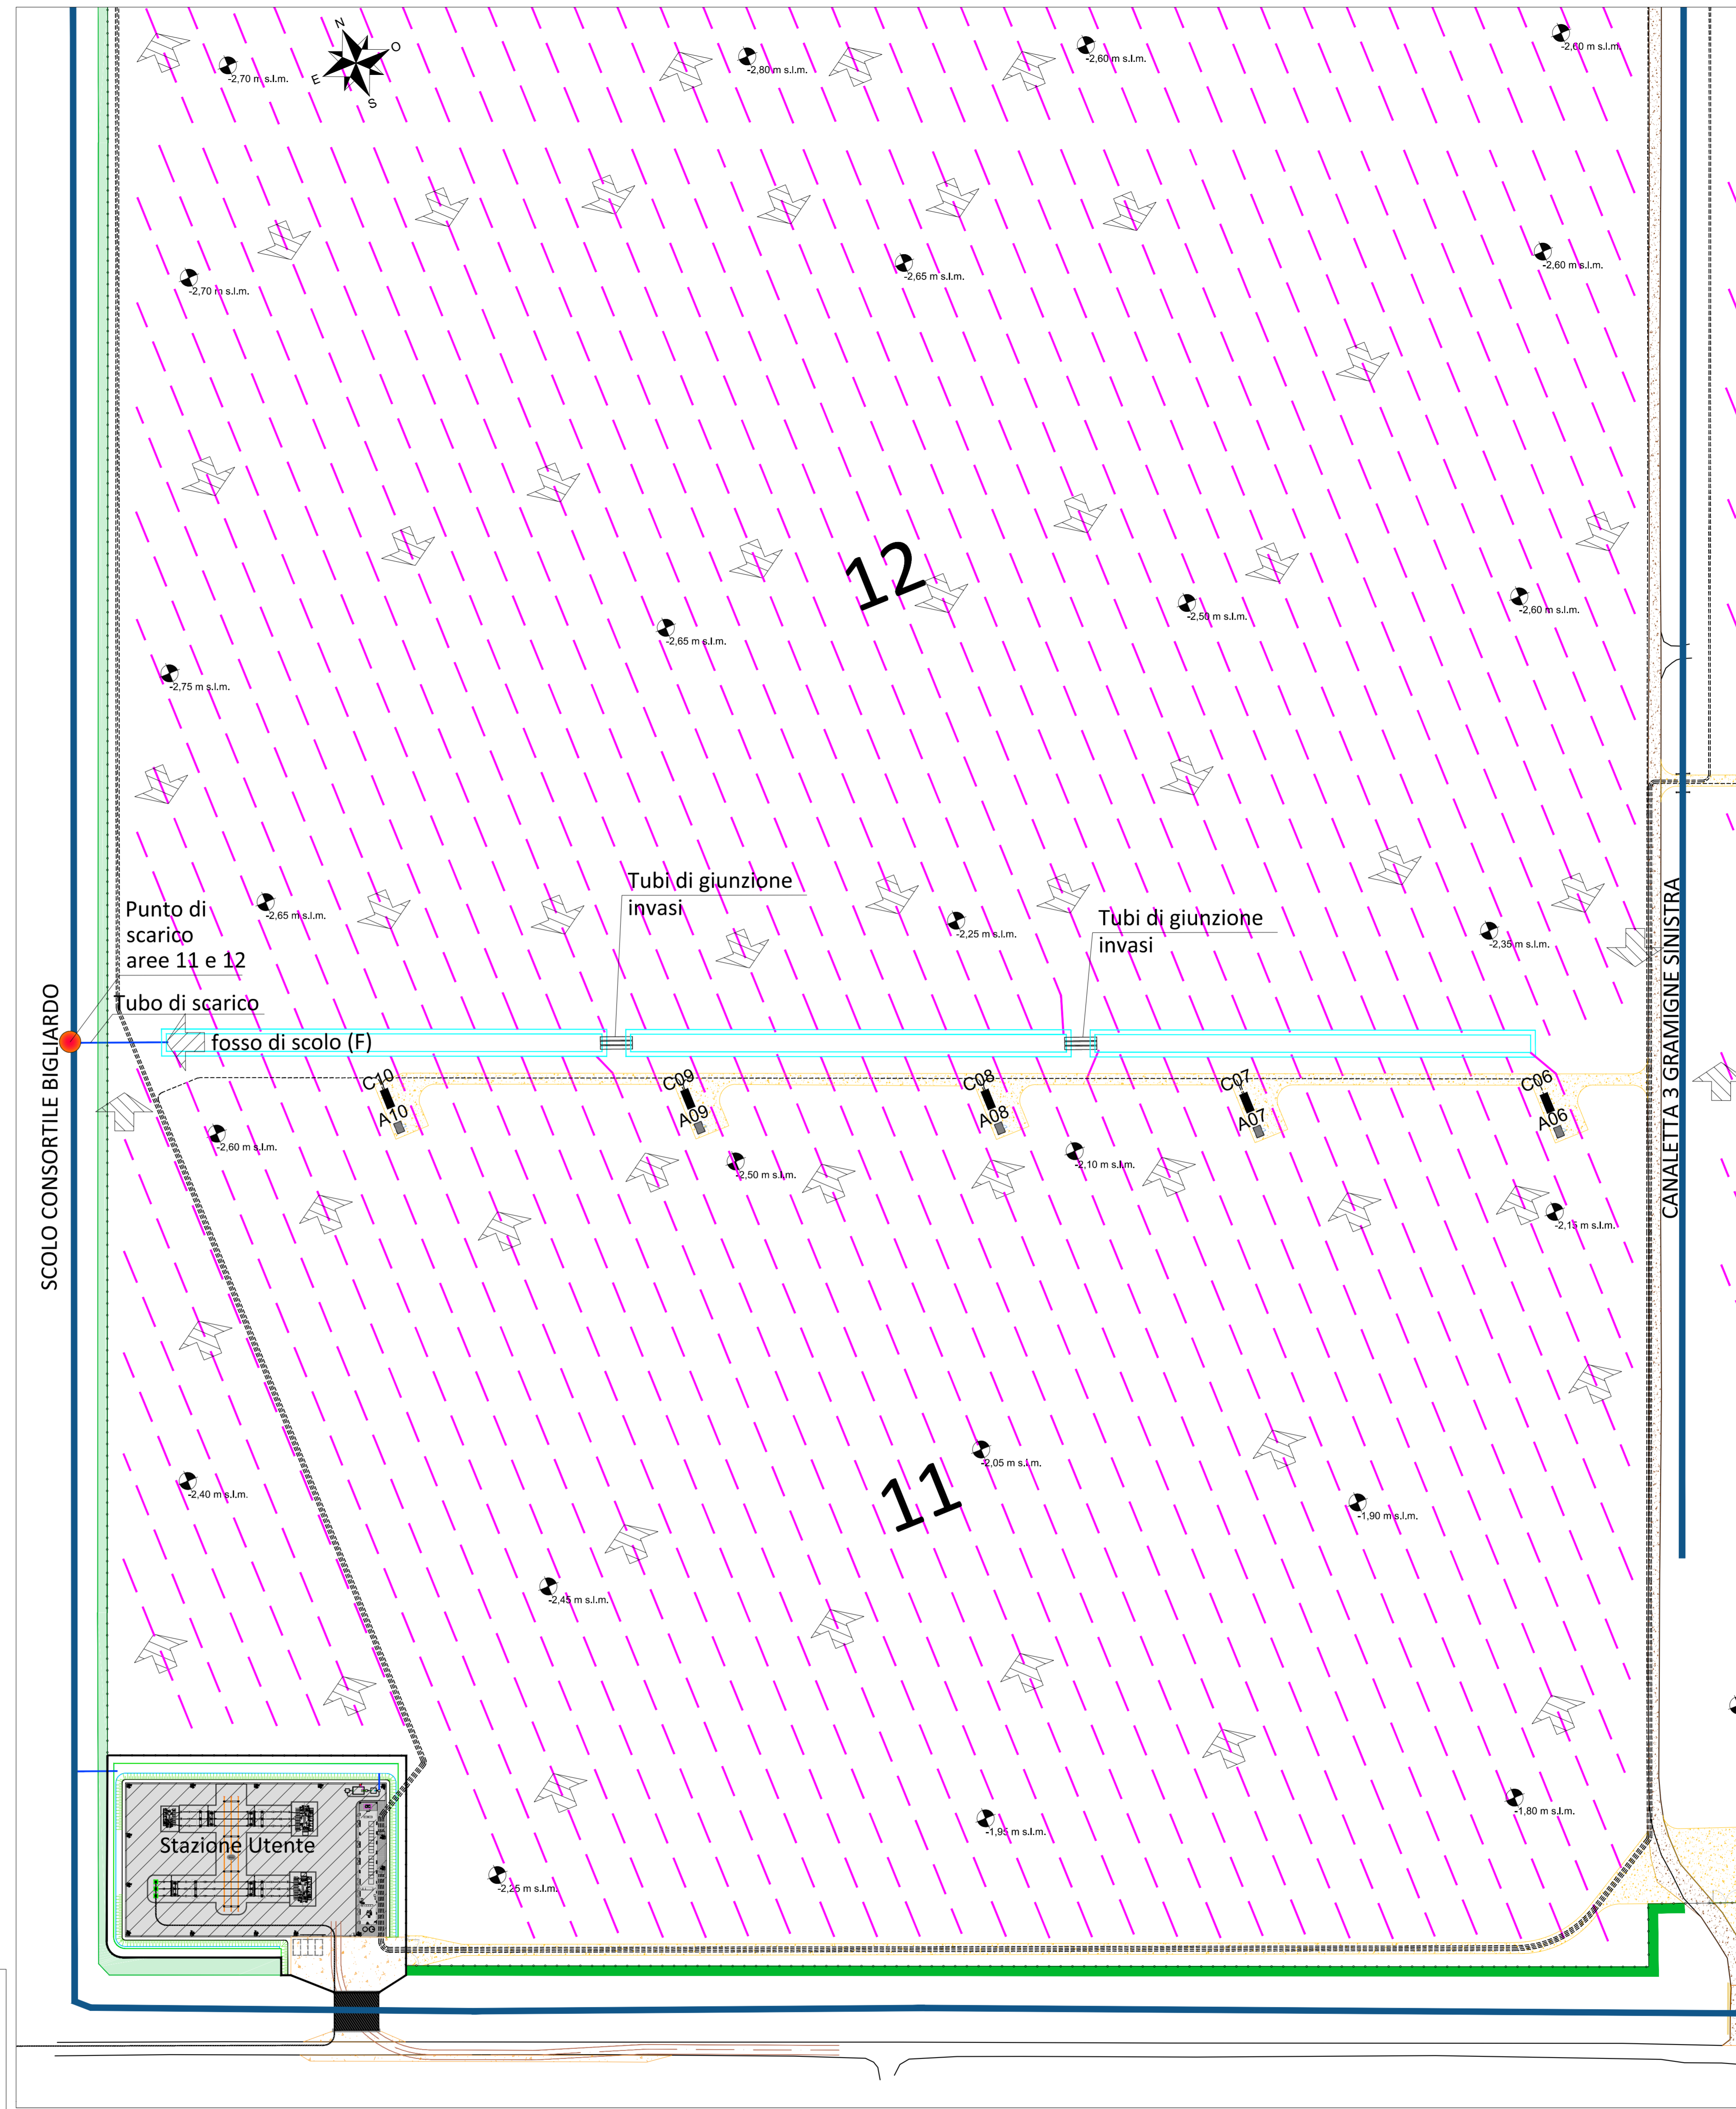 N
O
E
S
-2,70 m s.l.m.
-2,80 m s.l.m.
-2,60 m s.l.m.
-2,60 m s.l.m.
-2,70 m s.l.m.
-2,65 m s.l.m.
-2,60 m s.l.m.
12
-2,65 m s.l.m.
-2,50 m s.l.m.
-2,60 m s.l.m.
-2,75 m s.l.m.
Tubi di giunzione
invasi
Punto di
scarico
aree 11 e 12
-2,65 m s.l.m.
-2,25 m s.l.m.
Tubi di giunzione
invasi
-2,35 m s.l.m.
Tubo di scarico
fosso di scolo (F)
SCOLO CONSORTILE BIGLIARDO
CANALETTA 3 GRAMIGNE SINISTRA
C10
A10
C09
A09
C08
A08
C07
A07
C06
A06
-2,60 m s.l.m.
-2,50 m s.l.m.
-2,10 m s.l.m.
-2,15 m s.l.m.
11
-2,05 m s.l.m.
-2,40 m s.l.m.
-1,90 m s.l.m.
-2,45 m s.l.m.
-1,80 m s.l.m.
-1,95 m s.l.m.
Stazione Utente
-2,25 m s.l.m.